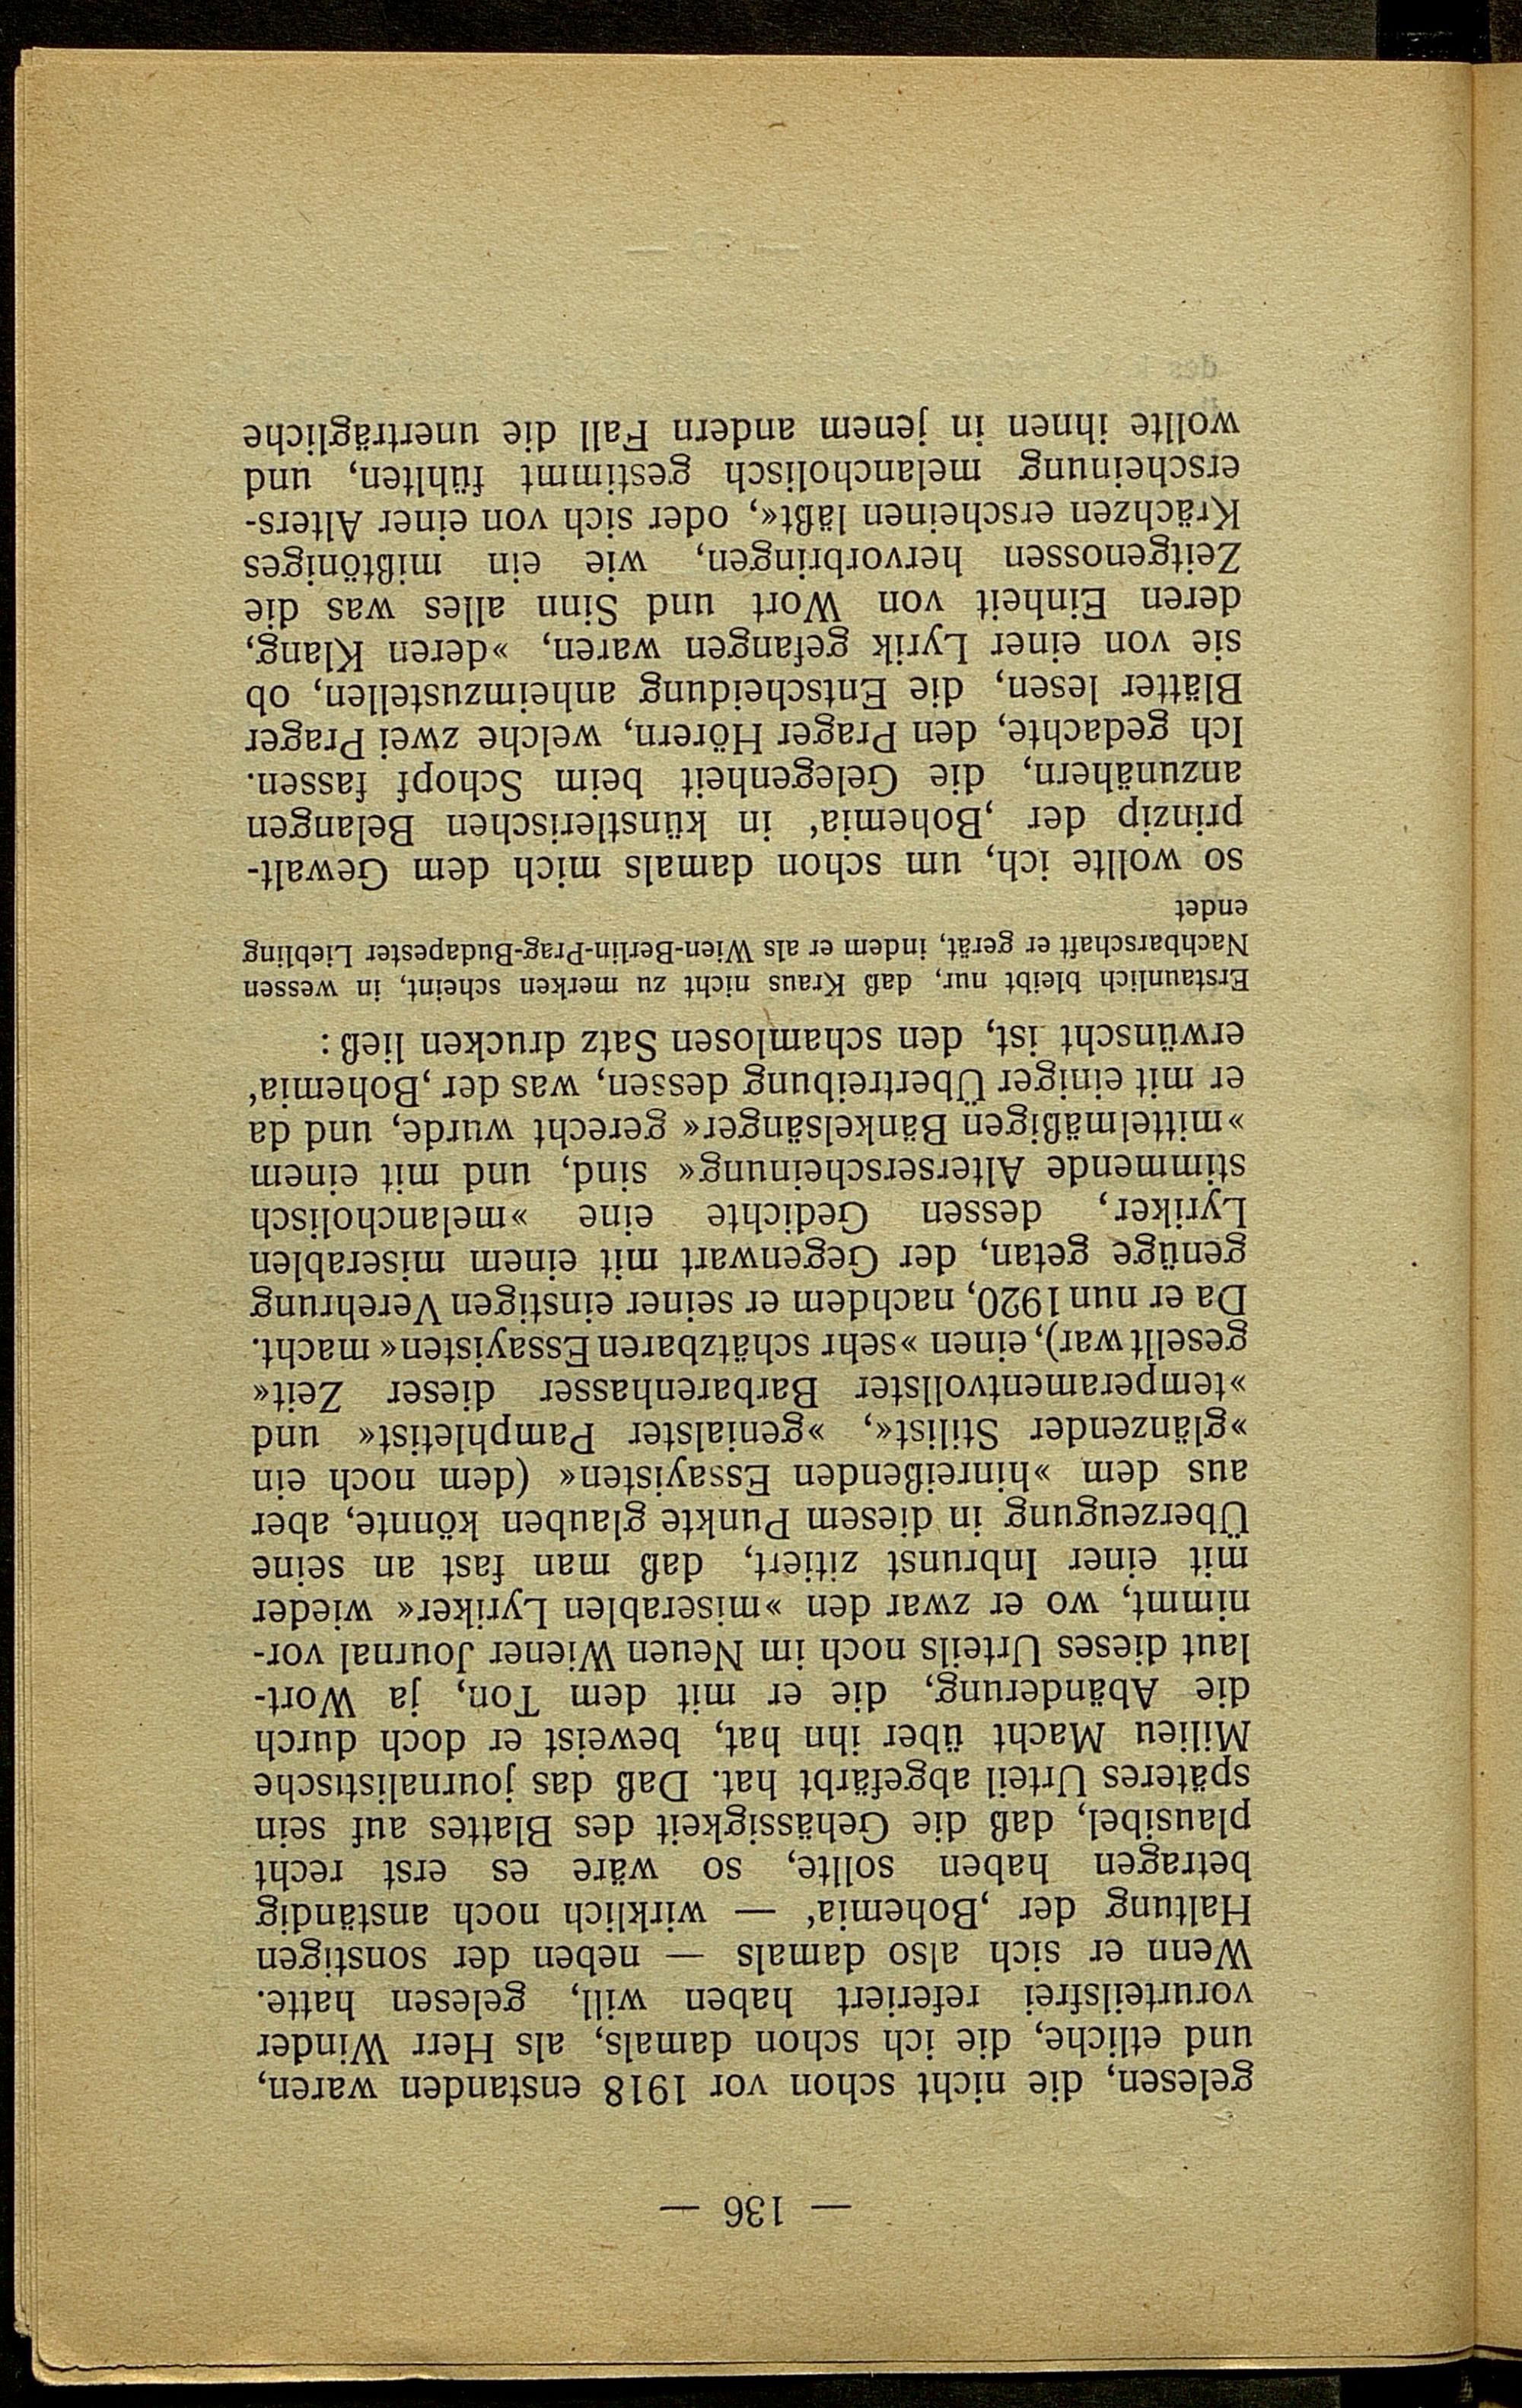 — 136 —
gelesen, die nicht schon vor 1918 enstanden waren,
und etliche, die ich schon damals, als Herr Winder
vorurteilsfrei referiert haben will, gelesen hatte.
Wenn er sich also damals — neben der sonstigen
Haltung der ‚Bohemia‘ — wirklich noch anständig
betragen haben sollte, so wäre es erst recht
plausibel, daß die Gehässigkeit des Blattes auf sein
späteres Urteil abgefärbt hat. Daß das journalistische
Milieu Macht über ihn hat, beweist er doch durch
die Abänderung, die er mit dem Ton, ja Wort-
laut dieses Urteils noch im Neuen Wiener Journal vor-
nimmt, wo er zwar den »miserablen Lyriker« wieder
mit einer Inbrunst zitiert, daß man fast an seine
Überzeugung in diesem Punkte glauben könnte, aber
aus dem »hinreißenden Essayisten« (dem noch ein
»glänzender Stilist«, »genialster Pamphletist« und
»temperamentvollster Barbarenhasser dieser Zeit«
gesellt war), einen »sehr schätzbaren Essayisten« macht.
Da er nun 1920, nachdem er seiner einstigen Verehrung
genüge getan, der Gegenwart mit einem miserablen
Lyriker, dessen Gedichte eine »melancholisch
stimmende Alterserscheinung« sind, und mit einem
»mittelmäßigen Bänkelsänger« gerecht wurde, und da
er mit einiger Übertreibung dessen, was der ‚Bohemia‘
erwünscht ist, den schamlosen Satz drucken ließ:
Erstaunlich bleibt nur, daß Kraus nicht zu merken scheint, in wessen
Nachbarschaft er gerät, indem er als Wien-Berlin-Prag-Budapester Liebling
endet
so wollte ich, um schon damals mich dem Gewalt-
prinzip der ‚Bohemia‘ in künstlerischen Belangen
anzunähern, die Gelegenheit beim Schopf fassen.
Ich gedachte, den Prager Hörern, welche zwei Prager
Blätter lesen, die Entscheidung anheimzustellen, ob
sie von einer Lyrik gefangen waren, »deren Klang,
deren Einheit von Wort und Sinn alles was die
Zeitgenossen hervorbringen, wie ein mißtöniges
Krächzen erscheinen läßt«, oder sich von einer Alters-
erscheinung melancholisch gestimmt fühlten, und
wollte ihnen in jenem andern Fall die unerträgliche